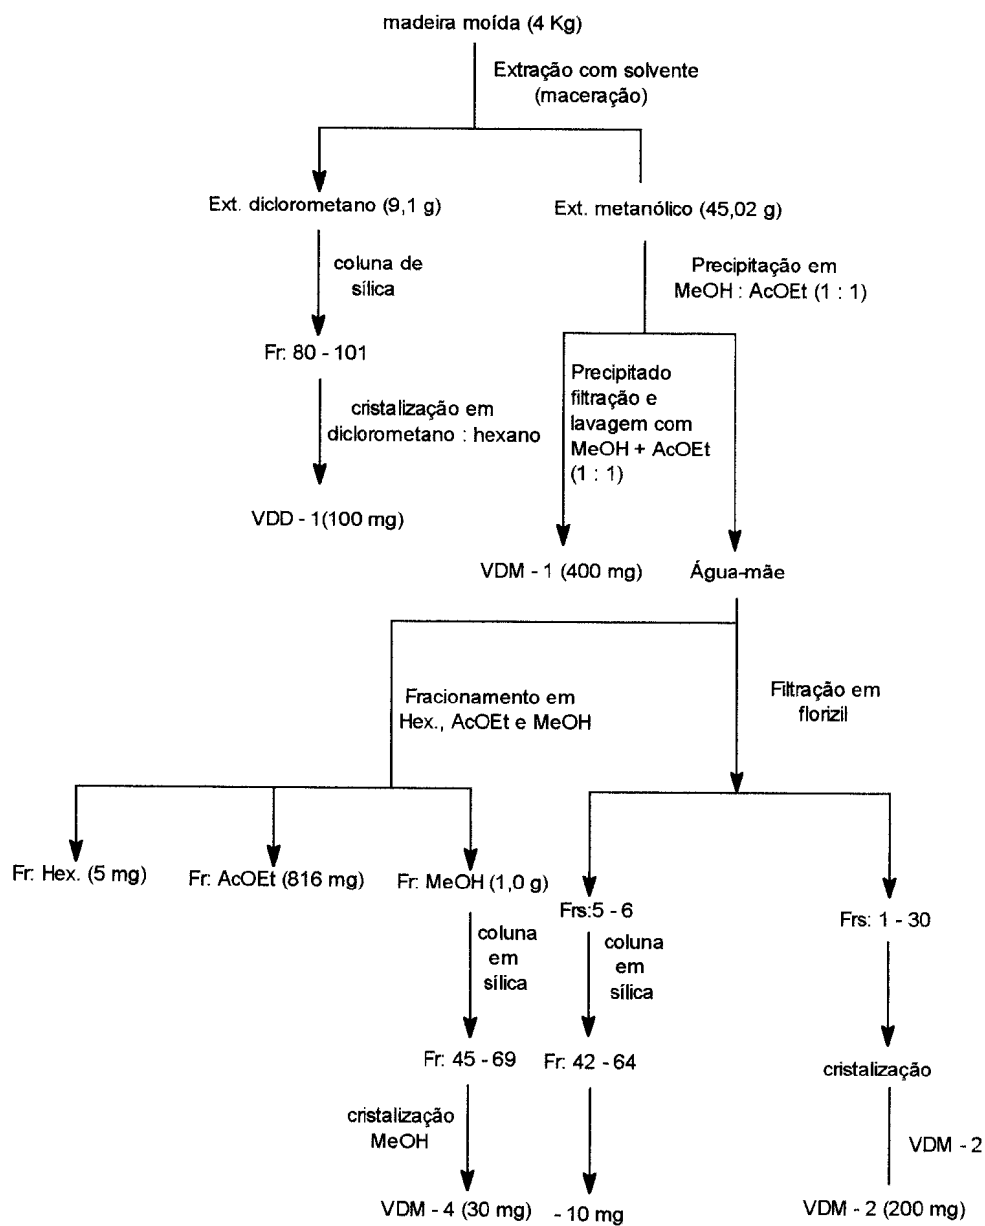 madeira moída (4 Kg)
Extração com solvente
(maceração)
Ext. diclorometano (9,1 g)
Ext. metanólico (45,02 g)
coluna de
sílica
Precipitação em
MeOH : AcOEt (1 : 1)
Fr: 80 - 101
Precipitado
filtração e
lavagem com
MeOH + AcOEt
(1 : 1)
cristalização em
diclorometano : hexano
VDD - 1(100 mg)
VDM - 1 (400 mg)
Água-mãe
Fracionamento em
Hex., AcOEt e MeOH
Filtração em
florizil
Fr: Hex. (5 mg)
Fr: AcOEt (816 mg)
Fr: MeOH (1,0 g)
Frs:5 - 6
Frs: 1 - 30
coluna
em
sílica
coluna
em
sílica
Fr: 45 - 69
Fr: 42 - 64
cristalização
cristalização
MeOH
VDM - 2
VDM - 4 (30 mg)
- 10 mg
VDM - 2 (200 mg)